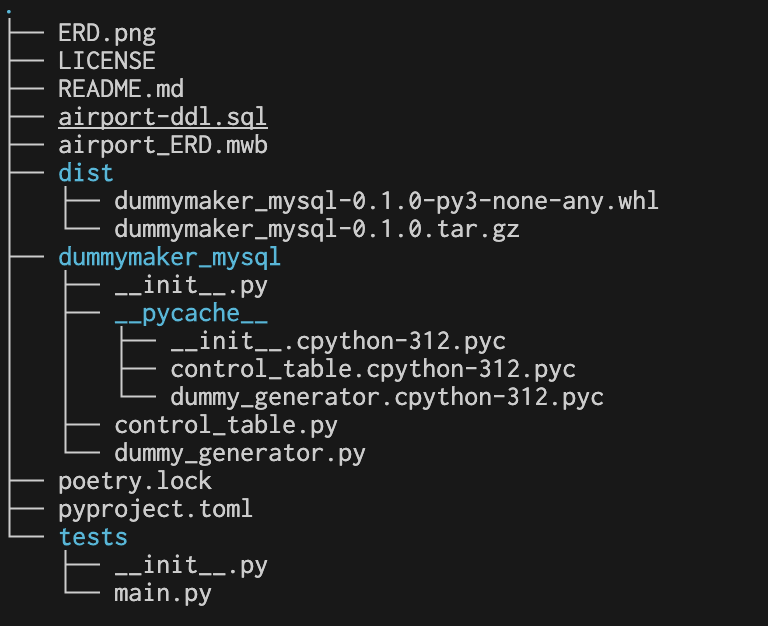 .
├── ERD.png
├── LICENSE
├── README.md
├── airport-ddl.sql
├── airport_ERD.mwb
├── dist
│   ├── dummymaker_mysql-0.1.0-py3-none-any.whl
│   └── dummymaker_mysql-0.1.0.tar.gz
├── dummymaker_mysql
│   ├── __init__.py
│   ├── __pycache__
│   │   ├── __init__.cpython-312.pyc
│   │   ├── control_table.cpython-312.pyc
│   │   └── dummy_generator.cpython-312.pyc
│   ├── control_table.py
│   └── dummy_generator.py
├── poetry.lock
├── pyproject.toml
└── tests
    ├── __init__.py
    └── main.py